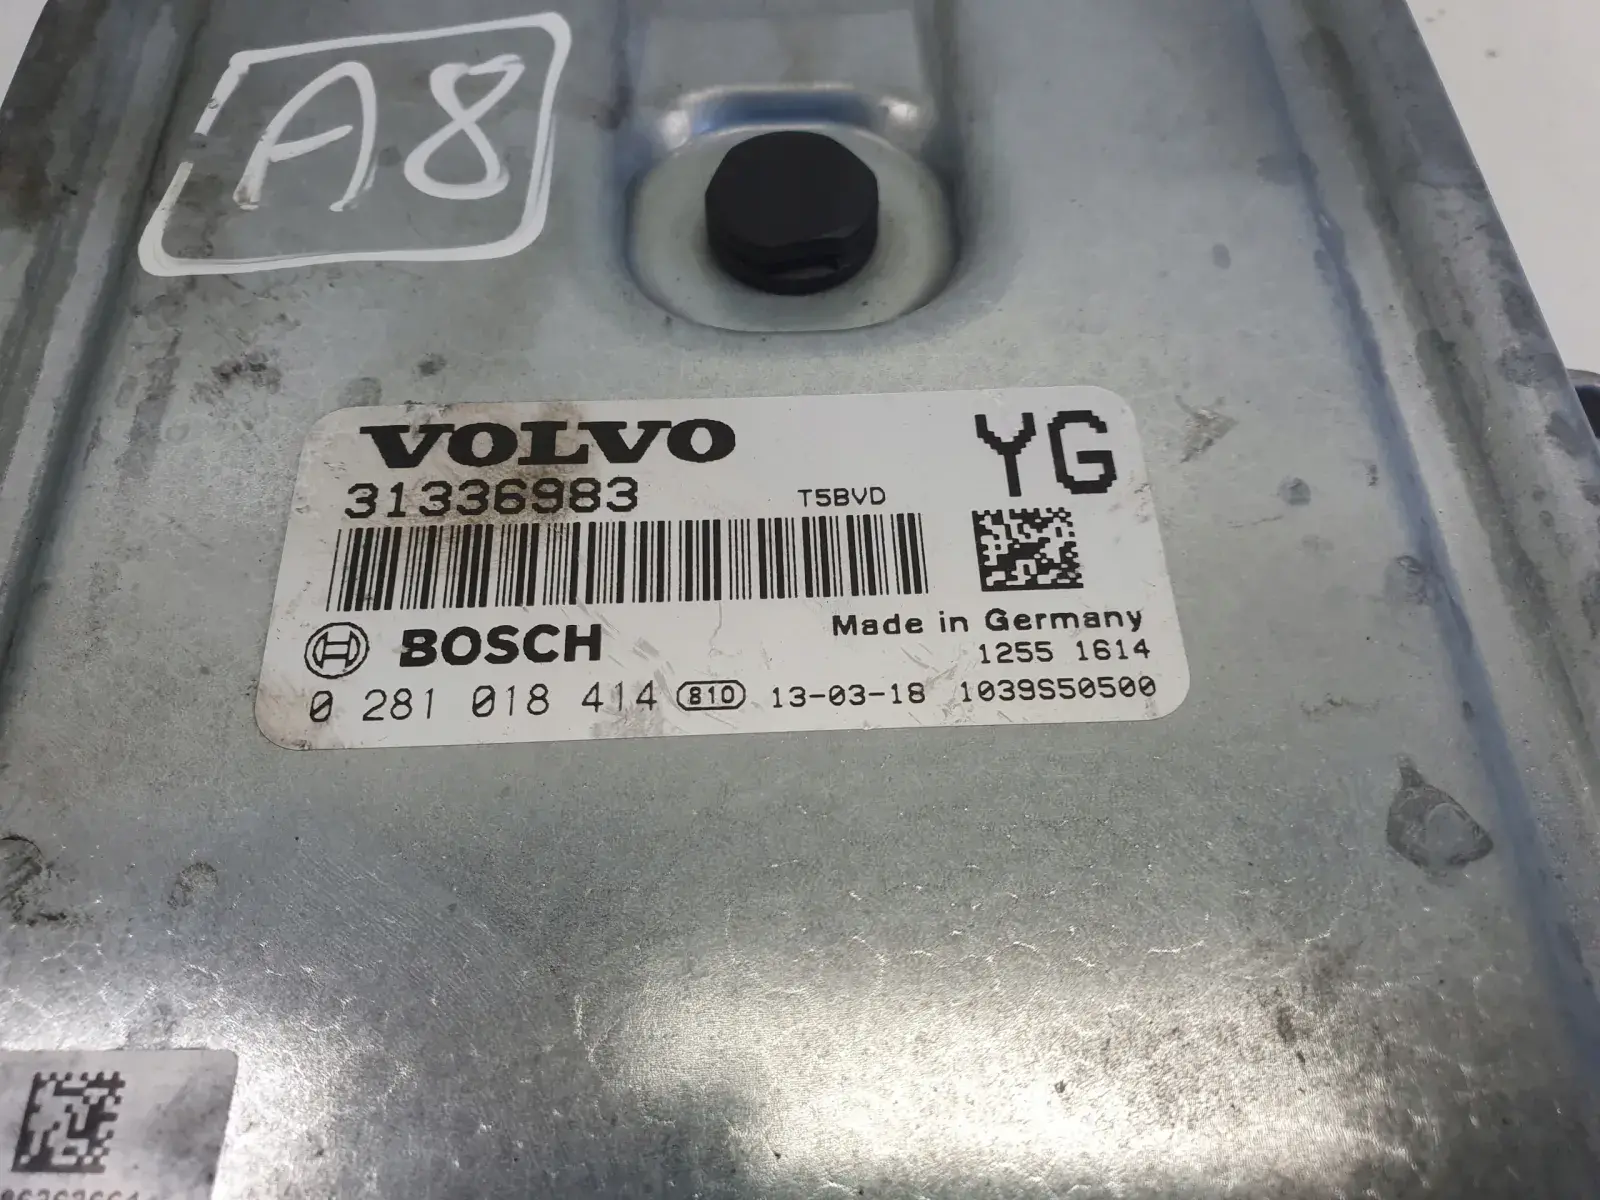 A8
VOLVO
YG
31336983
T5BVD
BOSCH
Made in Germany
1255 1614
0 281 018 414 810 13-03-18 1039S50500